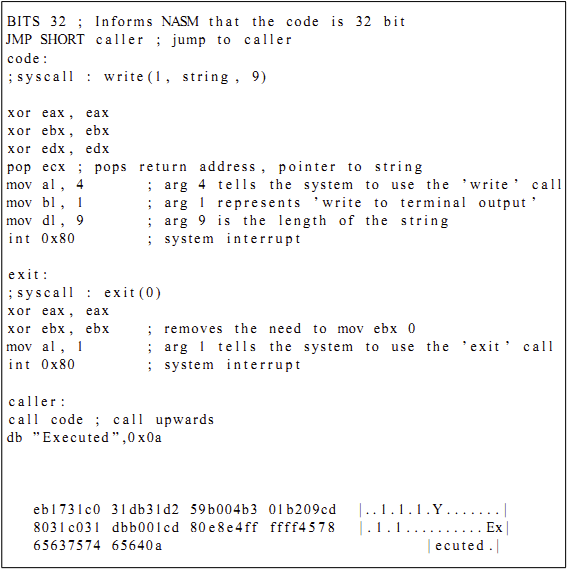 BITS 32 ; Informs NASM that the code is 32 bit
JMP SHORT caller ; jump to caller
code:
;syscall : write(1, string, 9)
xor eax, eax
xor ebx, ebx
xor edx, edx
pop ecx ; pops return address, pointer to string
mov al, 4 ; arg 4 tells the system to use the 'write' call
mov bl, 1 ; arg 1 represents 'write to terminal output'
mov dl, 9 ; arg 9 is the length of the string
int 0x80 ; system interrupt
exit:
;syscall : exit(0)
xor eax, eax
xor ebx, ebx ; removes the need to mov ebx 0
mov al, 1 ; arg 1 tells the system to use the 'exit' call
int 0x80 ; system interrupt
caller:
call code ; call upwards
db "Executed",0x0a
eb1731c0 31db31d2 59b004b3 01b209cd |..1.1.1.Y.......|
8031c031 dbb001cd 80e8e4ff ffff4578 |.1.1..........Ex|
65637574 65640a |ecuted.|